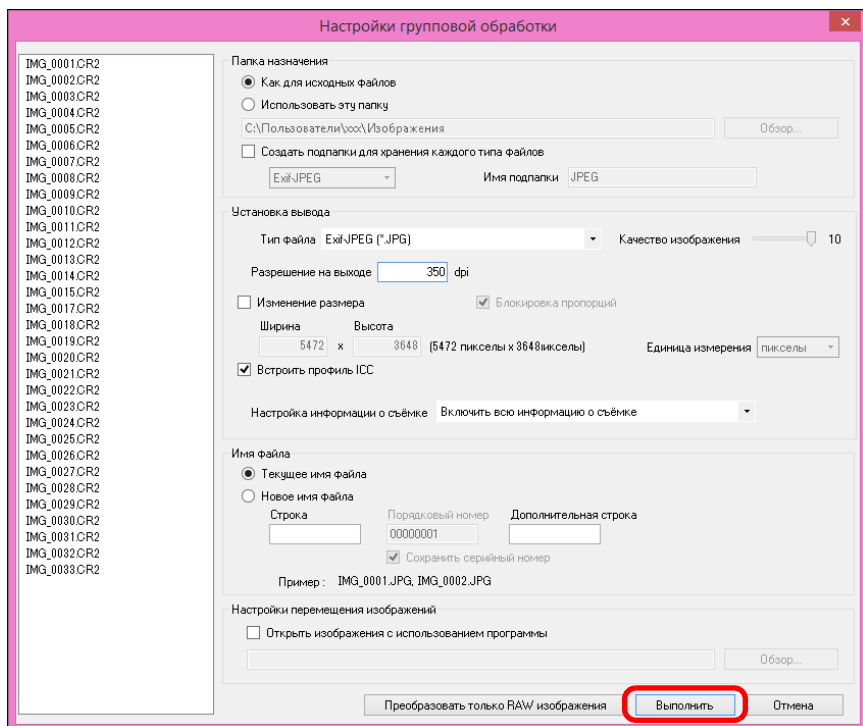 Настройки групповой обработки
IMG_0001.CR2
IMG_0002.CR2
IMG_0003.CR2
IMG_0004.CR2
IMG_0005.CR2
IMG_0006.CR2
IMG_0007.CR2
IMG_0008.CR2
IMG_0009.CR2
IMG_0010.CR2
IMG_0011.CR2
IMG_0012.CR2
IMG_0013.CR2
IMG_0014.CR2
IMG_0015.CR2
IMG_0017.CR2
IMG_0018.CR2
IMG_0019.CR2
IMG_0020.CR2
IMG_0021.CR2
IMG_0022.CR2
IMG_0023.CR2
IMG_0024.CR2
IMG_0025.CR2
IMG_0026.CR2
IMG_0027.CR2
IMG_0028.CR2
IMG_0029.CR2
IMG_0030.CR2
IMG_0031.CR2
IMG_0032.CR2
IMG_0033.CR2
Папка назначения
Как для исходных файлов
Использовать эту папку
C:\Пользователи\xxx\Изображения Обзор...
Создать подпапки для хранения каждого типа файлов
Exif-JPEG Имя подпапки JPEG
Установка вывода
Тип файла Exif-JPEG (*.JPG) Качество изображения 10
Разрешение на выходе 350 dpi
Изменение размера Блокировка пропорций
Ширина Высота
5472 x 3648 (5472 пикселы x 3648икселы) Единица измерения пикселы
Встроить профиль ICC
Настройка информации о съёмке Включить всю информацию о съёмке
Имя файла
Текущее имя файла
Новое имя файла
Строка Порядковый номер Дополнительная строка
00000001
Сохранить серийный номер
Пример : IMG_0001.JPG, IMG_0002.JPG
Настройки перемещения изображений
Открыть изображения с использованием программы
Обзор...
Преобразовать только RAW изображения Выполнить Отмена